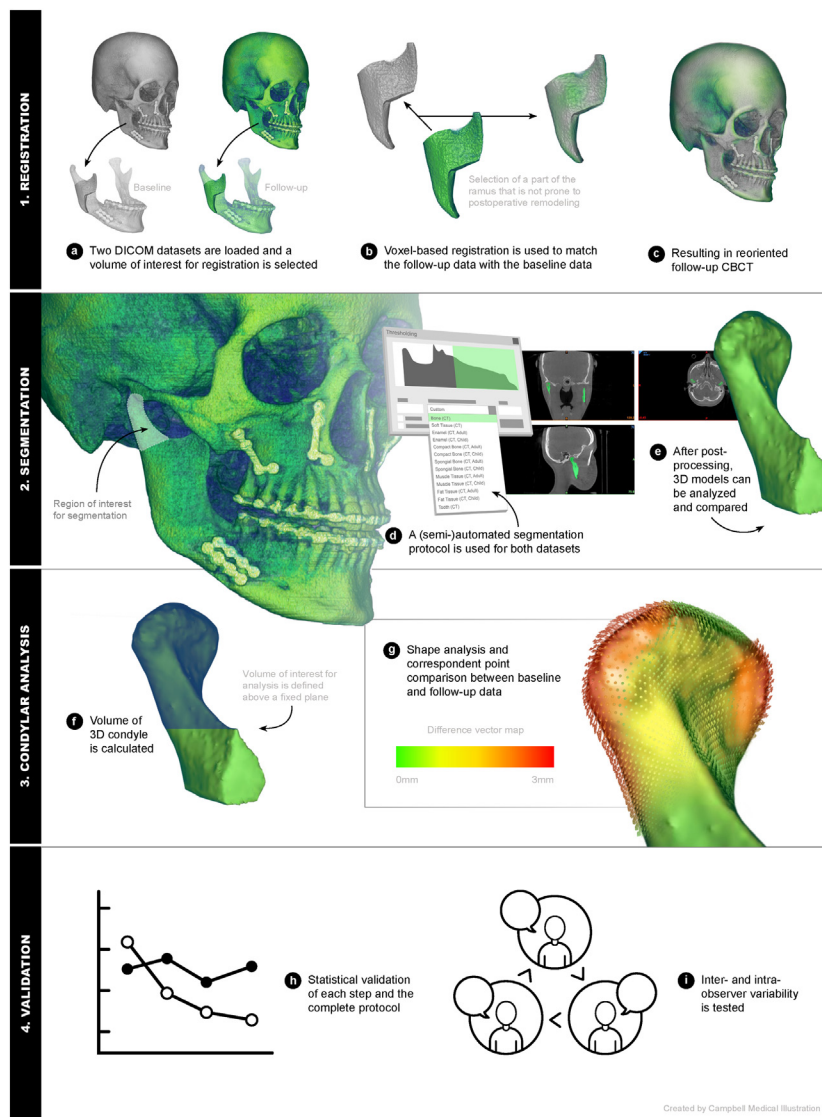 1. REGISTRATION
Baseline
Follow-up
a Two DICOM datasets are loaded and a
volume of interest for registration is selected
Selection of a part of the
ramus that is not prone to
postoperative remodeling
b Voxel-based registration is used to match
the follow-up data with the baseline data
c Resulting in reoriented
follow-up CBCT
2. SEGMENTATION
Region of interest
for segmentation
Thresholding
Custom
Bone (CT)
Soft Tissue (CT)
Enamel (CT, Adult)
Enamel (CT, Child)
Compact Bone (CT, Adult)
Compact Bone (CT, Child)
Spongial Bone (CT, Adult)
Spongial Bone (CT, Child)
Muscle Tissue (CT, Adult)
Muscle Tissue (CT, Child)
Fat Tissue (CT, Adult)
Fat Tissue (CT, Child)
Tooth (CT)
d A (semi-)automated segmentation
protocol is used for both datasets
e After post-
processing,
3D models can
be analyzed
and compared
3. CONDYLAR ANALYSIS
Volume of interest for
analysis is defined
above a fixed plane
f Volume of
3D condyle
is calculated
g Shape analysis and
correspondent point
comparison between baseline
and follow-up data
Difference vector map
0mm 3mm
4. VALIDATION
h Statistical validation
of each step and the
complete protocol
i Inter- and intra-
observer variability
is tested
Created by Campbell Medical Illustration